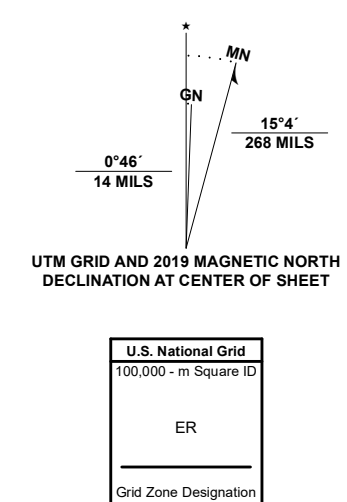 MN
GN
15°4´
268 MILS
0°46´
14 MILS
UTM GRID AND 2019 MAGNETIC NORTH
DECLINATION AT CENTER OF SHEET
U.S. National Grid
100,000 - m Square ID
ER
Grid Zone Designation